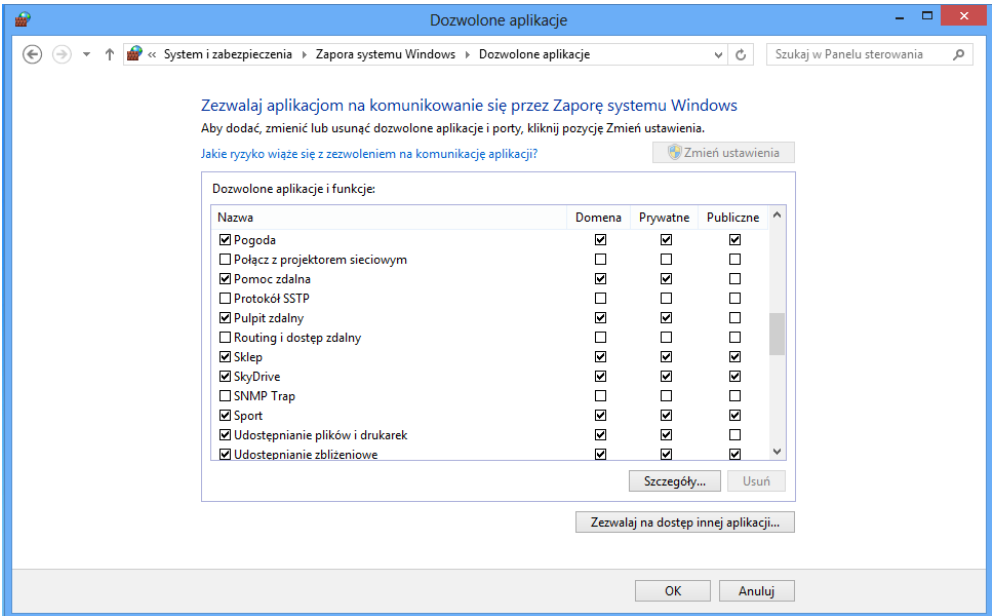 Dozwolone aplikacje
« System i zabezpieczenia ▸ Zapora systemu Windows ▸ Dozwolone aplikacje
Szukaj w Panelu sterowania
Zezwalaj aplikacjom na komunikowanie się przez Zaporę systemu Windows
Aby dodać, zmienić lub usunąć dozwolone aplikacje i porty, kliknij pozycję Zmień ustawienia.
Jakie ryzyko wiąże się z zezwoleniem na komunikację aplikacji?
Zmień ustawienia
Dozwolone aplikacje i funkcje:
Nazwa Domena Prywatne Publiczne
Pogoda
Połącz z projektorem sieciowym
Pomoc zdalna
Protokół SSTP
Pulpit zdalny
Routing i dostęp zdalny
Sklep
SkyDrive
SNMP Trap
Sport
Udostępnianie plików i drukarek
Udostępnianie zbliżeniowe
Szczegóły... Usuń
Zezwalaj na dostęp innej aplikacji...
OK Anuluj